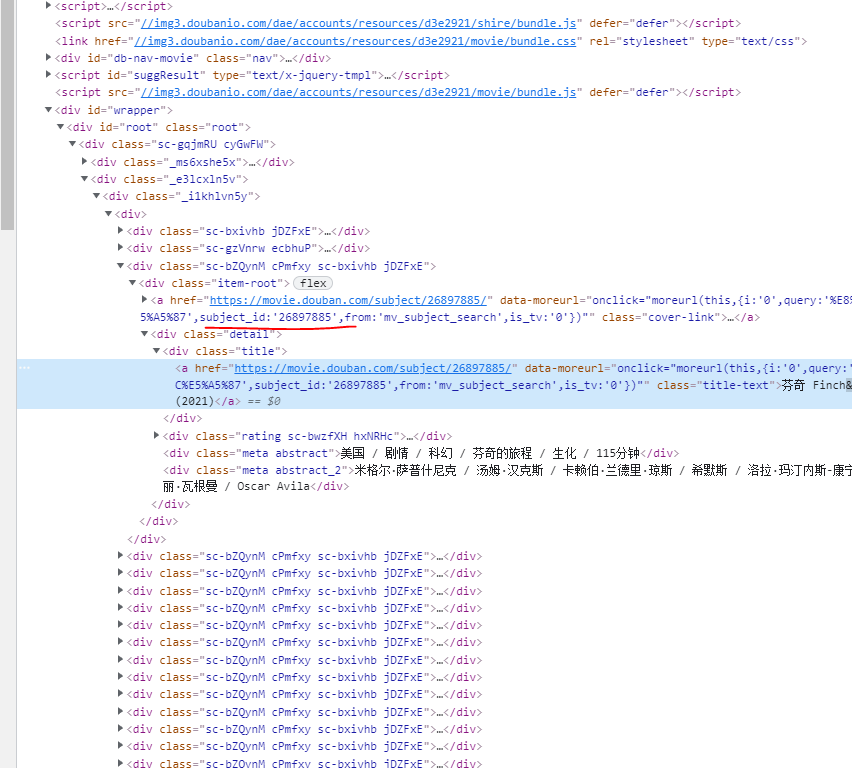 <script>…</script>
<script src="//img3.doubanio.com/dae/accounts/resources/d3e2921/shire/bundle.js" defer="defer"></script>
<link href="//img3.doubanio.com/dae/accounts/resources/d3e2921/movie/bundle.css" rel="stylesheet" type="text/css">
<div id="db-nav-movie" class="nav">…</div>
<script id="suggResult" type="text/x-jquery-tmpl">…</script>
<script src="//img3.doubanio.com/dae/accounts/resources/d3e2921/movie/bundle.js" defer="defer"></script>
<div id="wrapper">
<div id="root" class="root">
<div class="sc-gqjmRU cyGwFW">
<div class="_ms6xshe5x">…</div>
<div class="_e3lcxln5v">
<div class="_i1khlvn5y">
<div>
<div class="sc-bxivhb jDZFxE">…</div>
<div class="sc-gzVnrw ecbhuP">…</div>
<div class="sc-bZQynM cPmfxy sc-bxivhb jDZFxE">
<div class="item-root"> flex
<a href="https://movie.douban.com/subject/26897885/" data-moreurl="onclick="moreurl(this,{i:'0',query:'%E8%
5%A5%87',subject_id:'26897885',from:'mv_subject_search',is_tv:'0'})"" class="cover-link">…</a>
<div class="detail">
<div class="title">
<a href="https://movie.douban.com/subject/26897885/" data-moreurl="onclick="moreurl(this,{i:'0',query:'%
C%E5%A5%87',subject_id:'26897885',from:'mv_subject_search',is_tv:'0'})"" class="title-text">芬奇 Finch&
(2021)</a> == $0
</div>
<div class="rating sc-bwzfXH hxNRHc">…</div>
<div class="meta abstract">美国 / 剧情 / 科幻 / 芬奇的旅程 / 生化 / 115分钟</div>
<div class="meta abstract_2">米格尔·萨普什尼克 / 汤姆·汉克斯 / 卡赖伯·兰德里·琼斯 / 希默斯 / 洛拉·玛汀内斯-康宁
丽·瓦根曼 / Oscar Avila</div>
</div>
</div>
</div>
<div class="sc-bZQynM cPmfxy sc-bxivhb jDZFxE">…</div>
<div class="sc-bZQynM cPmfxy sc-bxivhb jDZFxE">…</div>
<div class="sc-bZQynM cPmfxy sc-bxivhb jDZFxE">…</div>
<div class="sc-bZQynM cPmfxy sc-bxivhb jDZFxE">…</div>
<div class="sc-bZQynM cPmfxy sc-bxivhb jDZFxE">…</div>
<div class="sc-bZQynM cPmfxy sc-bxivhb jDZFxE">…</div>
<div class="sc-bZQynM cPmfxy sc-bxivhb jDZFxE">…</div>
<div class="sc-bZQynM cPmfxy sc-bxivhb jDZFxE">…</div>
<div class="sc-bZQynM cPmfxy sc-bxivhb jDZFxE">…</div>
<div class="sc-bZQynM cPmfxy sc-bxivhb jDZFxE">…</div>
<div class="sc-bZQynM cPmfxy sc-bxivhb jDZFxE">…</div>
<div class="sc-bZQynM cPmfxy sc-bxivhb jDZFxE">…</div>
<div class="sc-bZQynM cPmfxy sc-bxivhb jDZFxE">…</div>